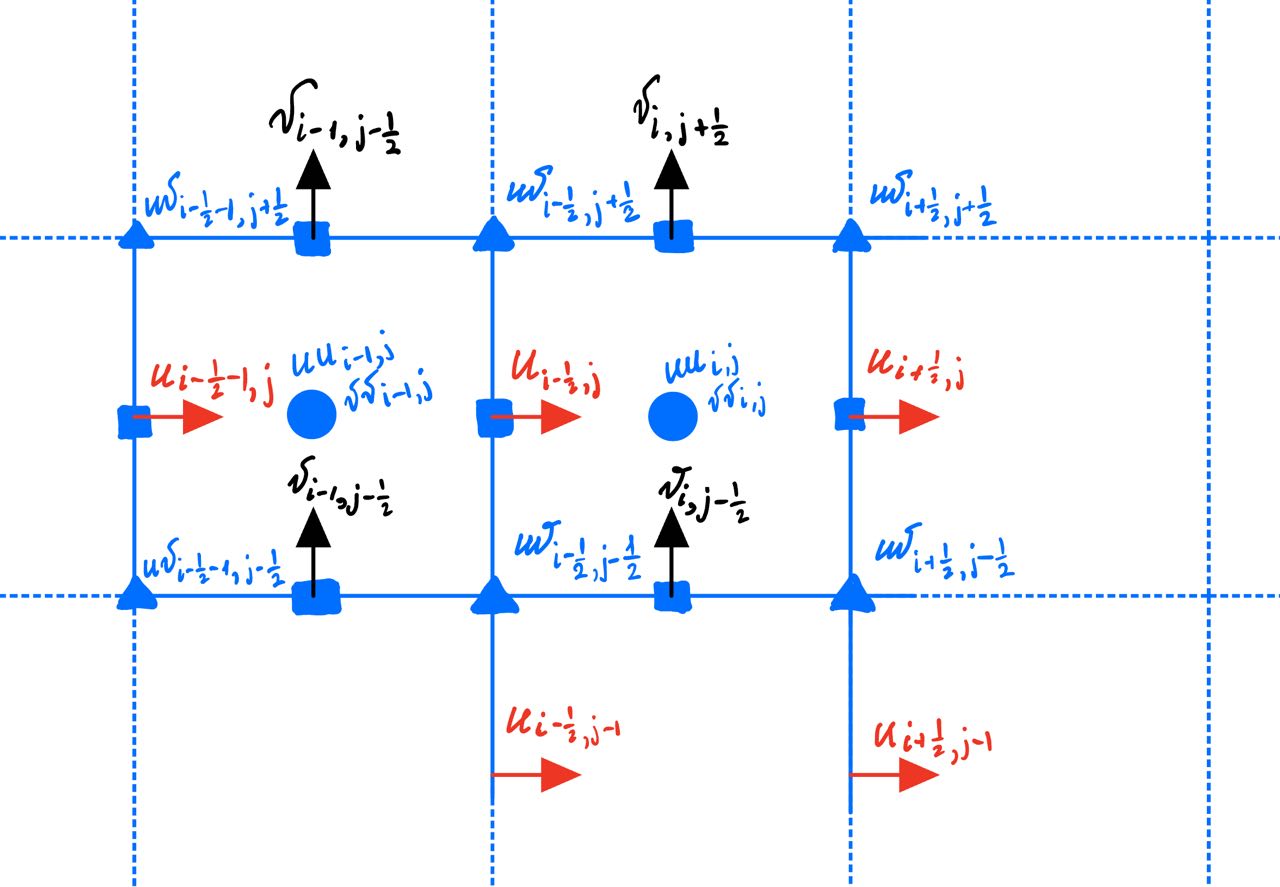 v_{i-1, j-\frac{1}{2}}
v_{i, j+\frac{1}{2}}
uv_{i-\frac{1}{2}-1, j+\frac{1}{2}}
uv_{i-\frac{1}{2}, j+\frac{1}{2}}
uv_{i+\frac{1}{2}, j+\frac{1}{2}}
u_{i-\frac{1}{2}-1, j}
uu_{i-1, j}
vv_{i-1, j}
u_{i-\frac{1}{2}, j}
uu_{i, j}
vv_{i, j}
u_{i+\frac{1}{2}, j}
v_{i-1, j-\frac{1}{2}}
v_{i, j-\frac{1}{2}}
uv_{i-\frac{1}{2}-1, j-\frac{1}{2}}
uv_{i-\frac{1}{2}, j-\frac{1}{2}}
uv_{i+\frac{1}{2}, j-\frac{1}{2}}
u_{i-\frac{1}{2}, j-1}
u_{i+\frac{1}{2}, j-1}